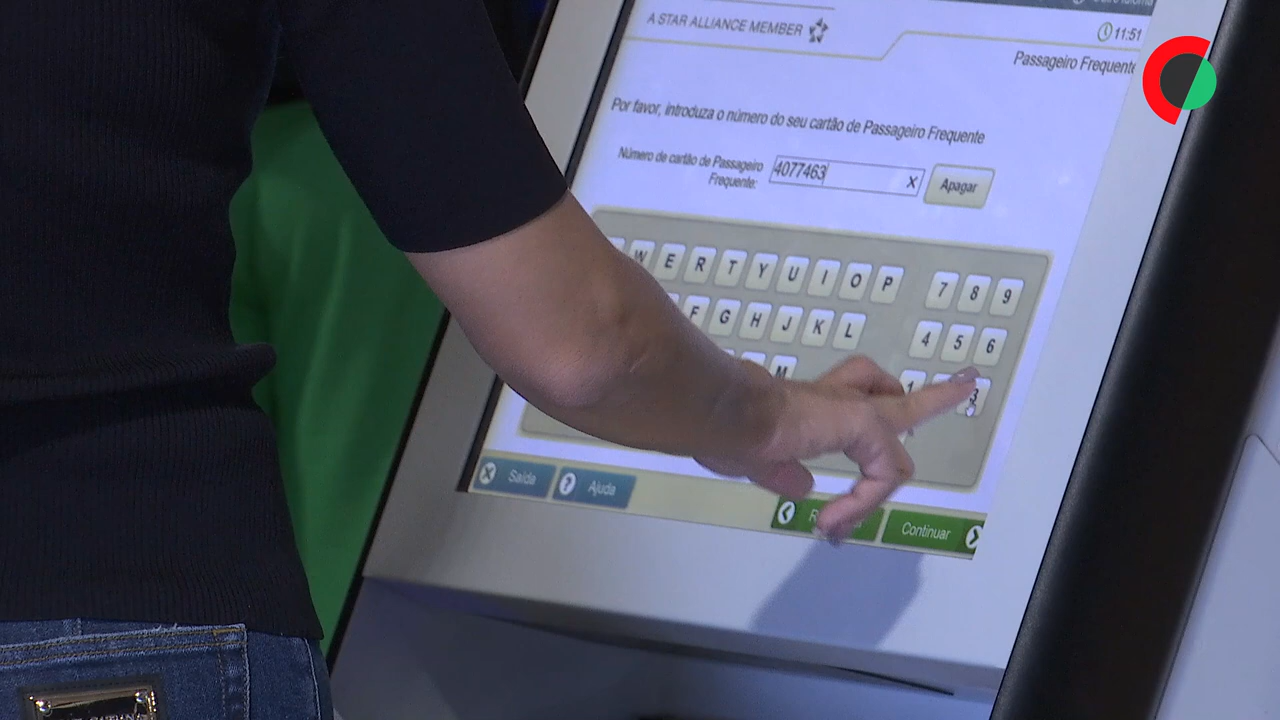 A STAR ALLIANCE MEMBER
11:51
Passageiro Frequente
Por favor, introduza o número do seu cartão de Passageiro Frequente
Número de cartão de Passageiro
Frequente:
4077463
X
Apagar
W E R T Y U I O P 7 8 9
F G H J K L 4 5 6
M 1 3
Saída
? Ajuda
Continuar